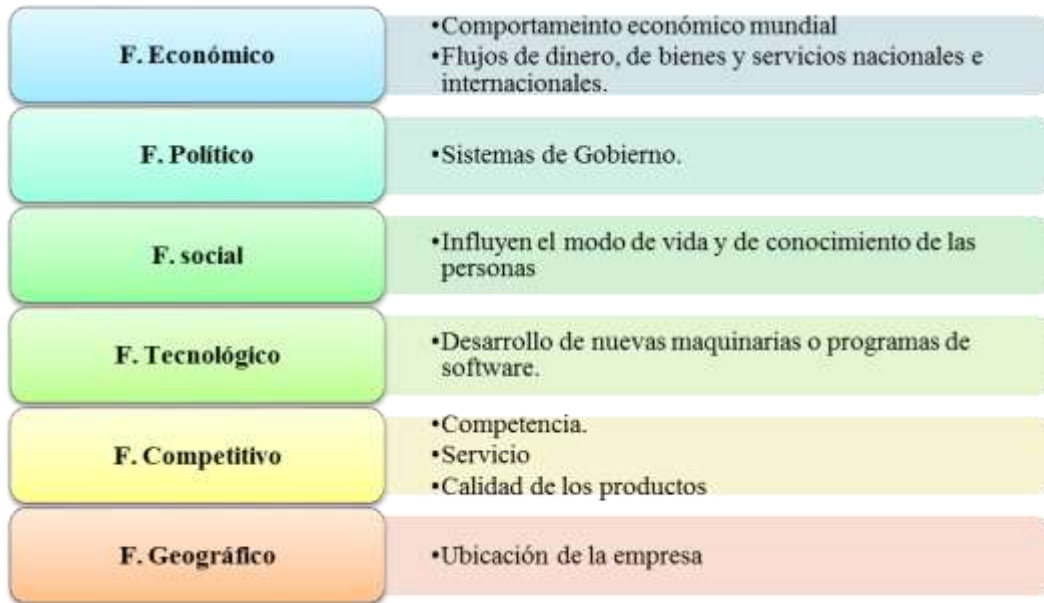 F. Económico
•Comportameinto económico mundial
•Flujos de dinero, de bienes y servicios nacionales e
internacionales.
F. Político
•Sistemas de Gobierno.
F. social
•Influyen el modo de vida y de conocimiento de las
personas
F. Tecnológico
•Desarrollo de nuevas maquinarias o programas de
software.
F. Competitivo
•Competencia.
•Servicio
•Calidad de los productos
F. Geográfico
•Ubicación de la empresa